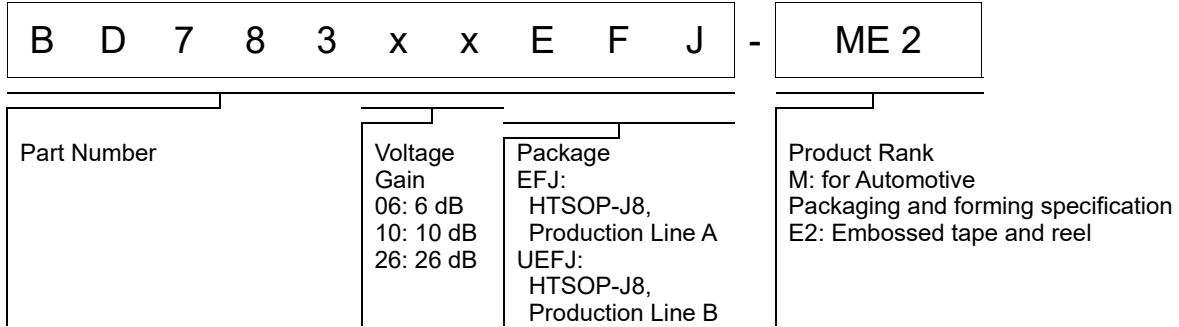 B D 7 8 3 x x E F J - ME 2
Part Number
Voltage
Gain
06: 6 dB
10: 10 dB
26: 26 dB
Package
EFJ:
HTSOP-J8,
Production Line A
UEFJ:
HTSOP-J8,
Production Line B
Product Rank
M: for Automotive
Packaging and forming specification
E2: Embossed tape and reel